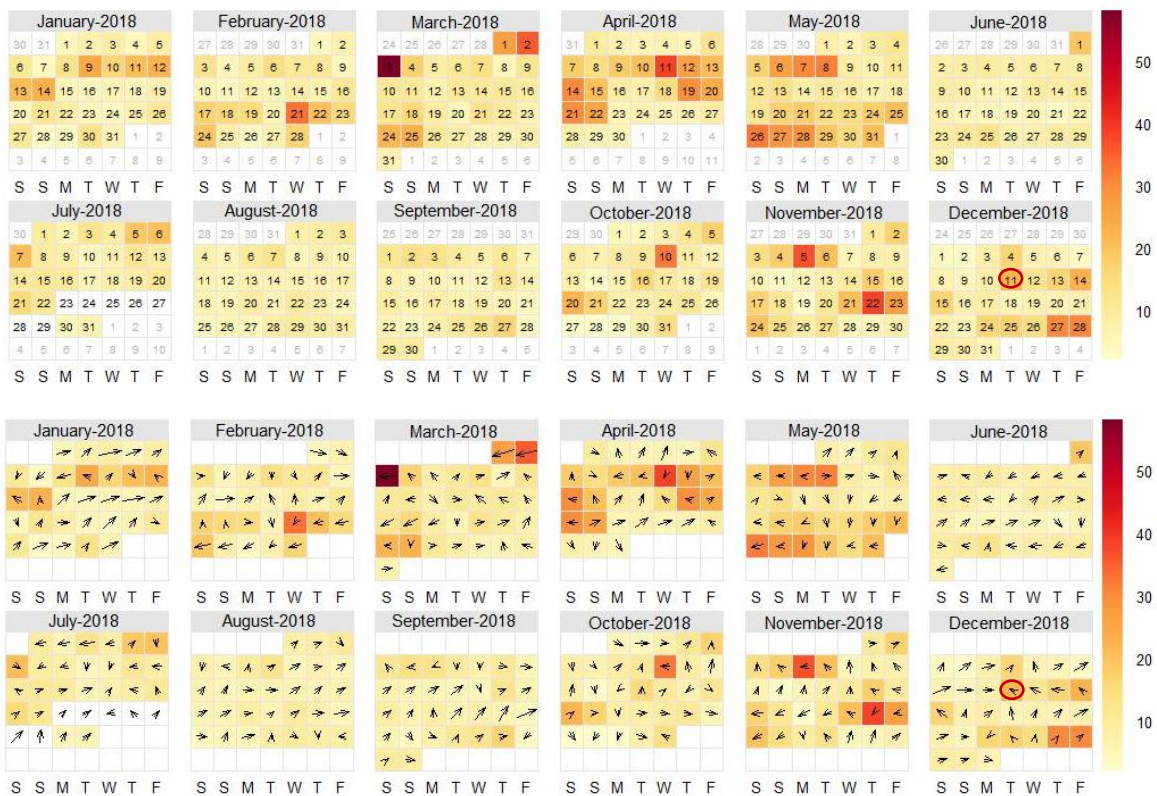 January-2018 February-2018 March-2018 April-2018 May-2018 June-2018
30 31 1 2 3 4 5 27 28 29 30 31 1 2 24 25 26 27 28 1 2 31 1 2 3 4 5 6 28 29 30 1 2 3 4 26 27 28 29 30 31 1
6 7 8 9 10 11 12 3 4 5 6 7 8 9 3 4 5 6 7 8 9 7 8 9 10 11 12 13 5 6 7 8 9 10 11 2 3 4 5 6 7 8
50
13 14 15 16 17 18 19 10 11 12 13 14 15 16 10 11 12 13 14 15 16 14 15 16 17 18 19 20 12 13 14 15 16 17 18 9 10 11 12 13 14 15
20 21 22 23 24 25 26 17 18 19 20 21 22 23 17 18 19 20 21 22 23 21 22 23 24 25 26 27 19 20 21 22 23 24 25 16 17 18 19 20 21 22
40
27 28 29 30 31 1 2 24 25 26 27 28 1 2 24 25 26 27 28 29 30 28 29 30 1 2 3 4 26 27 28 29 30 31 1 23 24 25 26 27 28 29
3 4 5 6 7 8 9 3 4 5 6 7 8 9 31 1 2 3 4 5 6 5 6 7 8 9 10 11 2 3 4 5 6 7 8 30 1 2 3 4 5 6
S S M T W T F S S M T W T F S S M T W T F S S M T W T F S S M T W T F S S M T W T F
30
July-2018 August-2018 September-2018 October-2018 November-2018 December-2018
30 1 2 3 4 5 6 28 29 30 31 1 2 3 25 26 27 28 29 30 31 29 30 1 2 3 4 5 27 28 29 30 31 1 2 24 25 26 27 28 29 30
20
7 8 9 10 11 12 13 4 5 6 7 8 9 10 1 2 3 4 5 6 7 6 7 8 9 10 11 12 3 4 5 6 7 8 9 1 2 3 4 5 6 7
14 15 16 17 18 19 20 11 12 13 14 15 16 17 8 9 10 11 12 13 14 13 14 15 16 17 18 19 10 11 12 13 14 15 16 8 9 10 11 12 13 14
21 22 23 24 25 26 27 18 19 20 21 22 23 24 15 16 17 18 19 20 21 20 21 22 23 24 25 26 17 18 19 20 21 22 23 15 16 17 18 19 20 21
10
28 29 30 31 1 2 3 25 26 27 28 29 30 31 22 23 24 25 26 27 28 27 28 29 30 31 1 2 24 25 26 27 28 29 30 22 23 24 25 26 27 28
4 5 6 7 8 9 10 1 2 3 4 5 6 7 29 30 1 2 3 4 5 3 4 5 6 7 8 9 1 2 3 4 5 6 7 29 30 31 1 2 3 4
S S M T W T F S S M T W T F S S M T W T F S S M T W T F S S M T W T F S S M T W T F
January-2018 February-2018 March-2018 April-2018 May-2018 June-2018
50
40
S S M T W T F S S M T W T F S S M T W T F S S M T W T F S S M T W T F S S M T W T F
30
July-2018 August-2018 September-2018 October-2018 November-2018 December-2018
20
10
S S M T W T F S S M T W T F S S M T W T F S S M T W T F S S M T W T F S S M T W T F